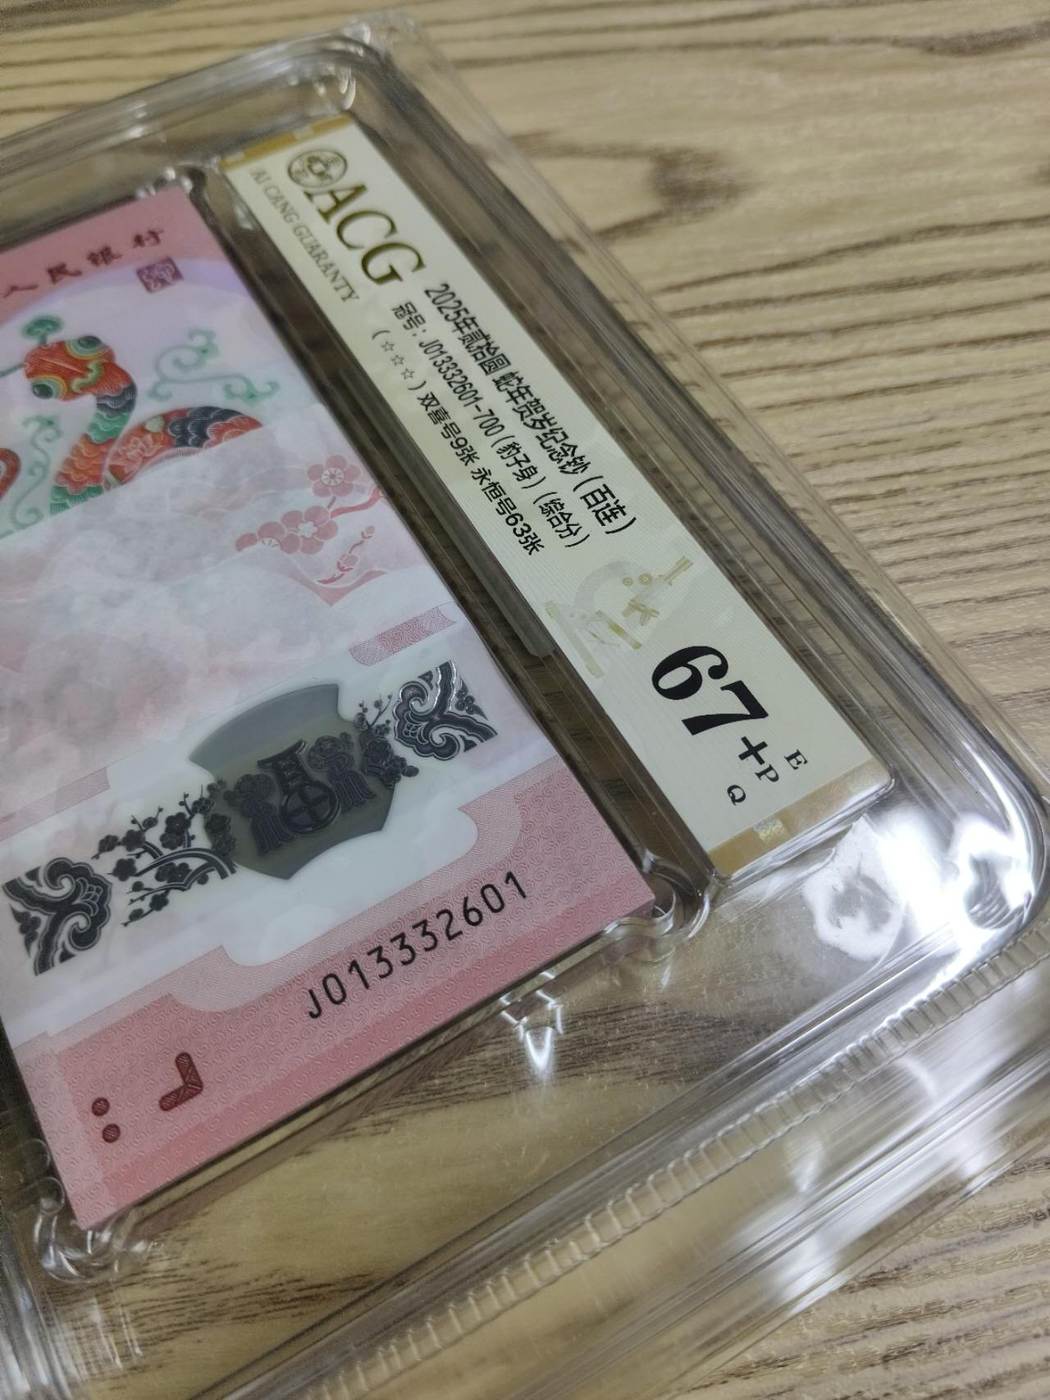 人民银行
ACG
AI CANG GUARANTY
2025年贰拾圆 蛇年贺岁纪念钞（百连）
冠号：J013332601-700（豹子身）（综合分）
（☆☆☆）双喜号9张 永恒号63张
67+
E
P
Q
J013332601